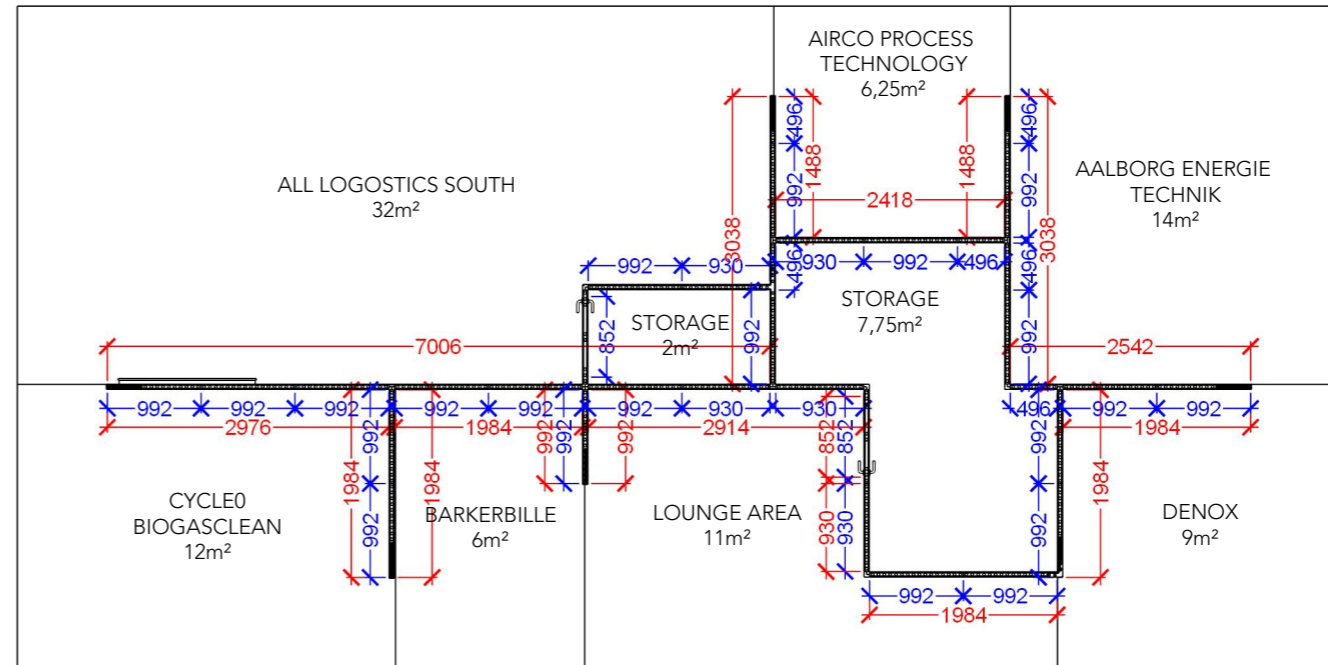 AIRCO PROCESS
TECHNOLOGY
6,25m²
496
496
992
1488
1488
992
2418
ALL LOGOSTICS SOUTH
32m²
AALBORG ENERGIE
TECHNIK
14m²
3038
3038
992
930
496
930
992
496
496
STORAGE
7,75m²
STORAGE
2m²
852
992
992
7006
2542
992
992
992
992
992
992
930
930
496
992
992
2976
1984
2914
1984
992
992
1984
1984
992
992
992
852
852
930
930
992
992
1984
CYCLE0
BIOGASCLEAN
12m²
BARKERBILLE
6m²
LOUNGE AREA
11m²
DENOX
9m²
992
992
1984